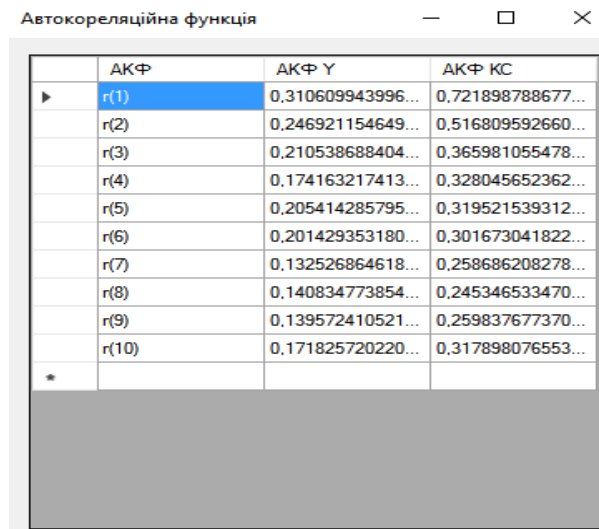 Автокореляційна функція
АКФ АКФ Y АКФ КС
r(1) 0,310609943996... 0,721898788677...
r(2) 0,246921154649... 0,516809592660...
r(3) 0,210538688404... 0,365981055478...
r(4) 0,174163217413... 0,328045652362...
r(5) 0,205414285795... 0,319521539312...
r(6) 0,201429353180... 0,301673041822...
r(7) 0,132526864618... 0,258686208278...
r(8) 0,140834773854... 0,245346533470...
r(9) 0,139572410521... 0,259837677370...
r(10) 0,171825720220... 0,317898076553...